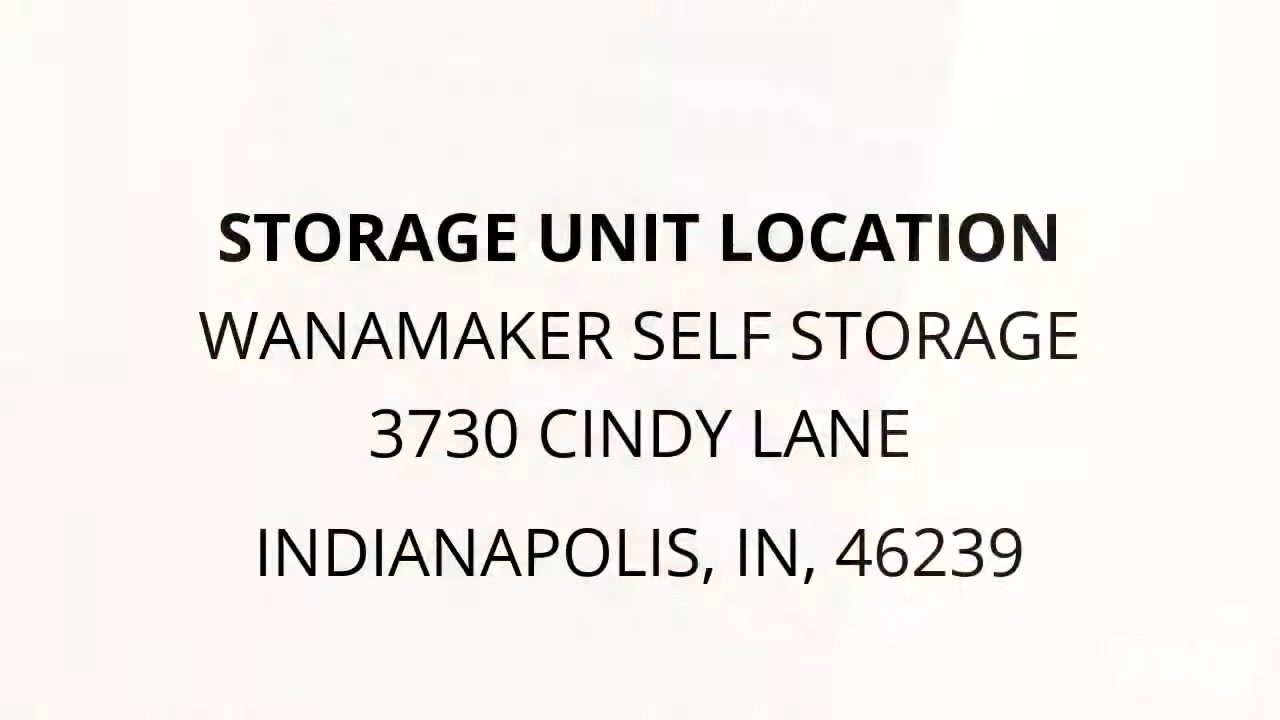 STORAGE UNIT LOCATION
WANAMAKER SELF STORAGE
3730 CINDY LANE
INDIANAPOLIS, IN, 46239